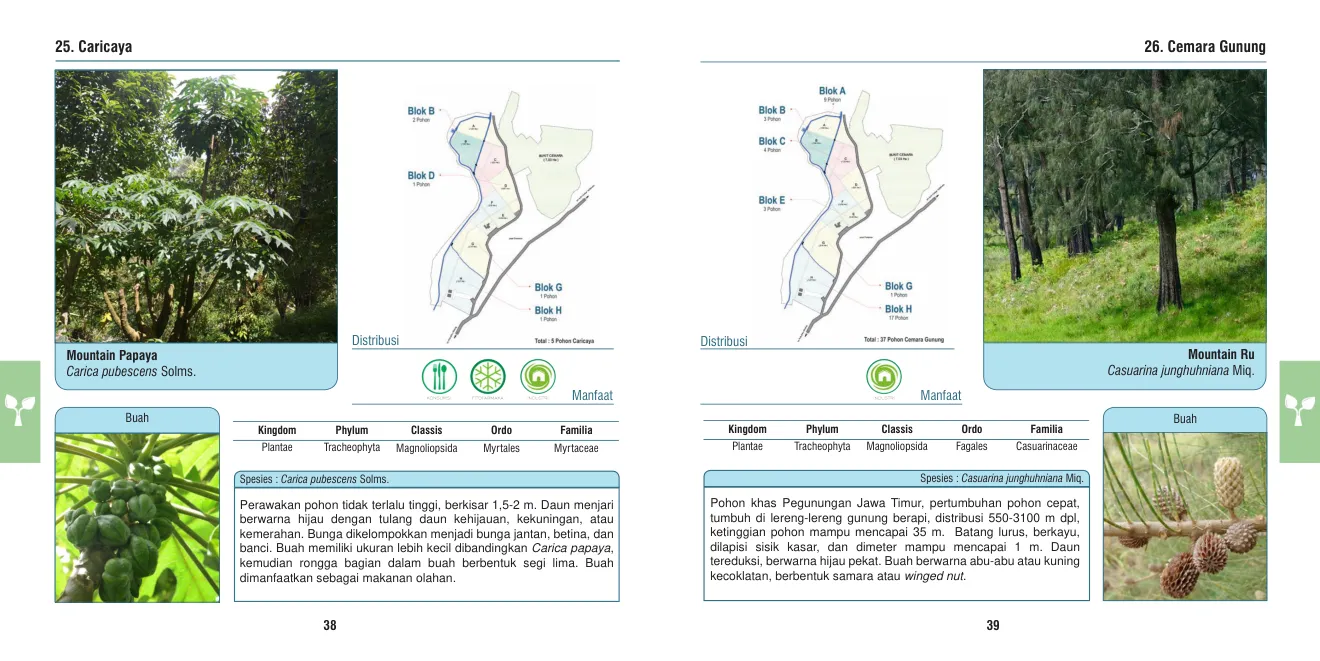 25. Caricaya
Blok B
2 Pohon
Blok D
1 Pohon
BUKIT CEMARA
Blok G
1 Pohon
Blok H
1 Pohon
Distribusi
Total : 5 Pohon Caricaya
Mountain Papaya
Carica pubescens Solms.
KONSUMSI
HOLISTIK
Manfaat
Buah
Kingdom Phylum Classis Ordo Familia
Plantae Tracheophyta Magnoliopsida Myrtales Myrtaceae
Spesies : Carica pubescens Solms.
Perawakan pohon tidak terlalu tinggi, berkisar 1,5-2 m. Daun menjari
berwarna hijau dengan tulang daun kehijauan, kekuningan, atau
kemerahan. Bunga dikelompokkan menjadi bunga jantan, betina, dan
banci. Buah memiliki ukuran lebih kecil dibandingkan Carica papaya,
kemudian rongga bagian dalam buah berbentuk segi lima. Buah
dimanfaatkan sebagai makanan olahan.
38
26. Cemara Gunung
Blok A
9 Pohon
Blok B
3 Pohon
Blok C
4 Pohon
BUKIT CEMARA
Blok E
3 Pohon
Blok G
1 Pohon
Blok H
17 Pohon
Distribusi
Total : 37 Pohon Cemara Gunung
Mountain Ru
Casuarina junghuhniana Miq.
HOLISTIK
Manfaat
Kingdom Phylum Classis Ordo Familia
Plantae Tracheophyta Magnoliopsida Fagales Casuarinaceae
Buah
Spesies : Casuarina junghuhniana Miq.
Pohon khas Pegunungan Jawa Timur, pertumbuhan pohon cepat,
tumbuh di lereng-lereng gunung berapi, distribusi 550-3100 m dpl,
ketinggian pohon mampu mencapai 35 m. Batang lurus, berkayu,
dilapisi sisik kasar, dan dimeter mampu mencapai 1 m. Daun
tereduksi, berwarna hijau pekat. Buah berwarna abu-abu atau kuning
kecoklatan, berbentuk samara atau winged nut.
39